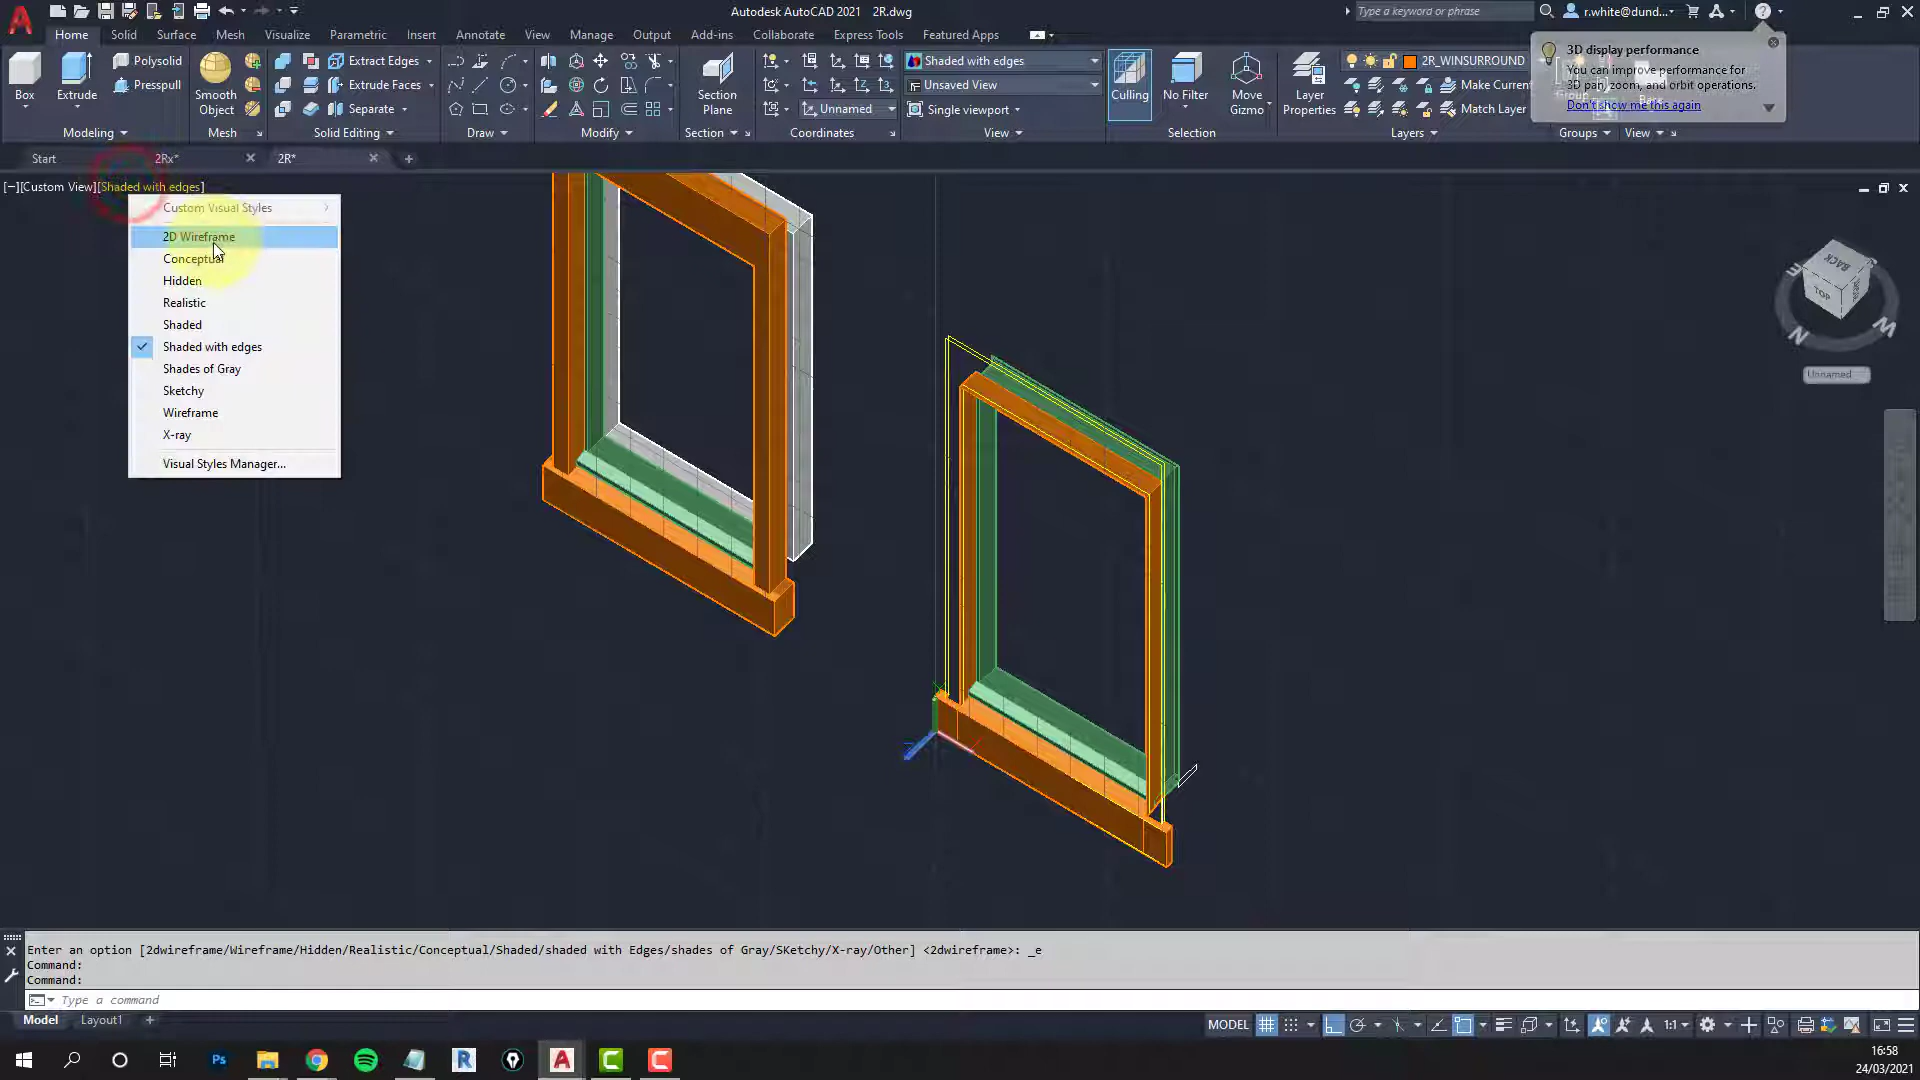 Autodesk AutoCAD 2021 2R.dwg
Type a keyword or phrase
r.white@dund...
Home Solid Surface Mesh Visualize Parametric Insert Annotate View Manage Output Add-ins Collaborate Express Tools Featured Apps
3D display performance
You can improve performance for
3D pan, zoom, and orbit operations.
Don't show me this again
Box
Extrude
Polysolid
Presspull
Smooth
Object
Extract Edges
Extrude Faces
Separate
Section
Plane
Unnamed
Shaded with edges
Unsaved View
Single viewport
Culling
No Filter
Move
Gizmo
Layer
Properties
2R_WINSURROUND
Make Current
Match Layer
Modeling Mesh Solid Editing Draw Modify Section Coordinates View Selection Layers Groups View
Start 2Rx* 2R*
[−][Custom View][Shaded with edges]
Custom Visual Styles
2D Wireframe
Conceptual
Hidden
Realistic
Shaded
Shaded with edges
Shades of Gray
Sketchy
Wireframe
X-ray
Visual Styles Manager...
BACK
TOP
E
N
W
Unnamed
Enter an option [2dwireframe/Wireframe/Hidden/Realistic/Conceptual/Shaded/shaded with Edges/shades of Gray/SKetchy/X-ray/Other] <2dwireframe>: _e
Command:
Command:
Type a command
Model Layout1
MODEL
1:1
16:58
24/03/2021